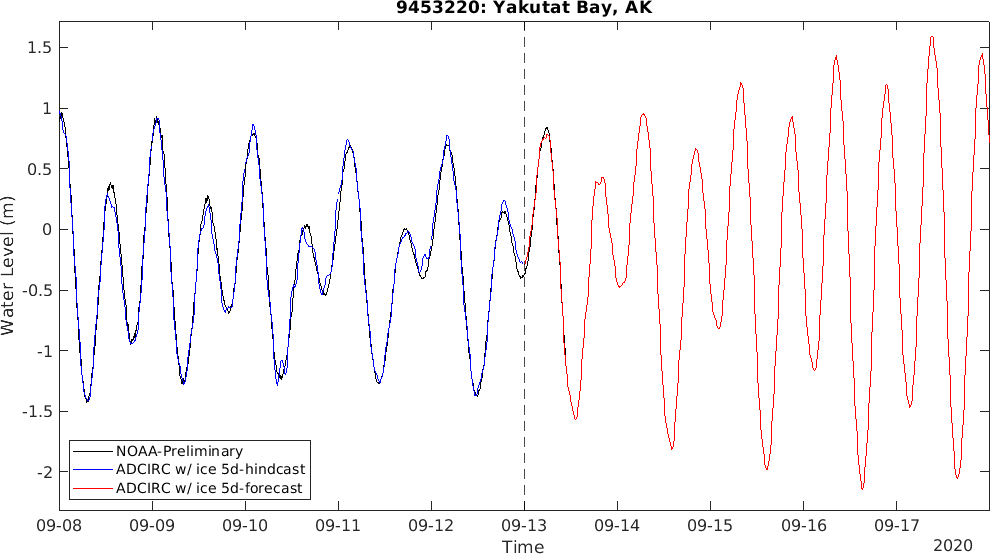 9453220: Yakutat Bay, AK
Water Level (m)
1.5
1
0.5
0
-0.5
-1
-1.5
-2
NOAA-Preliminary
ADCIRC w/ ice 5d-hindcast
ADCIRC w/ ice 5d-forecast
09-08 09-09 09-10 09-11 09-12 09-13 09-14 09-15 09-16 09-17
Time
2020